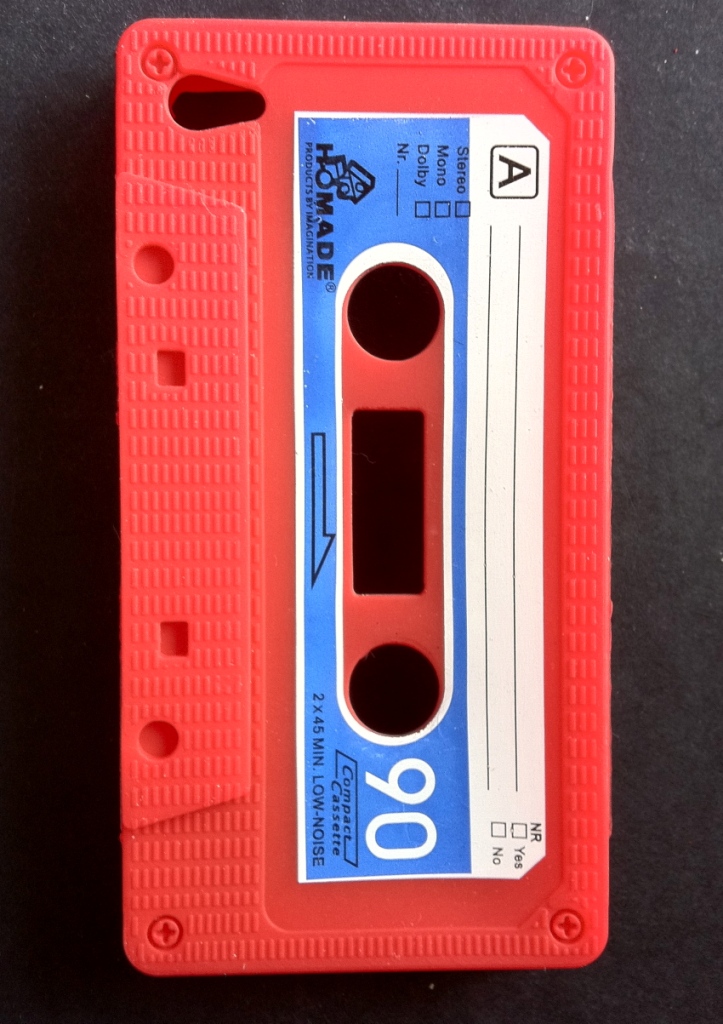 A
NR
Yes
No
Stereo
Mono
Dolby
Nr.
90
Compact
Cassette
HOMADE®
PRODUCTS BY IMAGINATION
2 x 45 MIN. LOW-NOISE